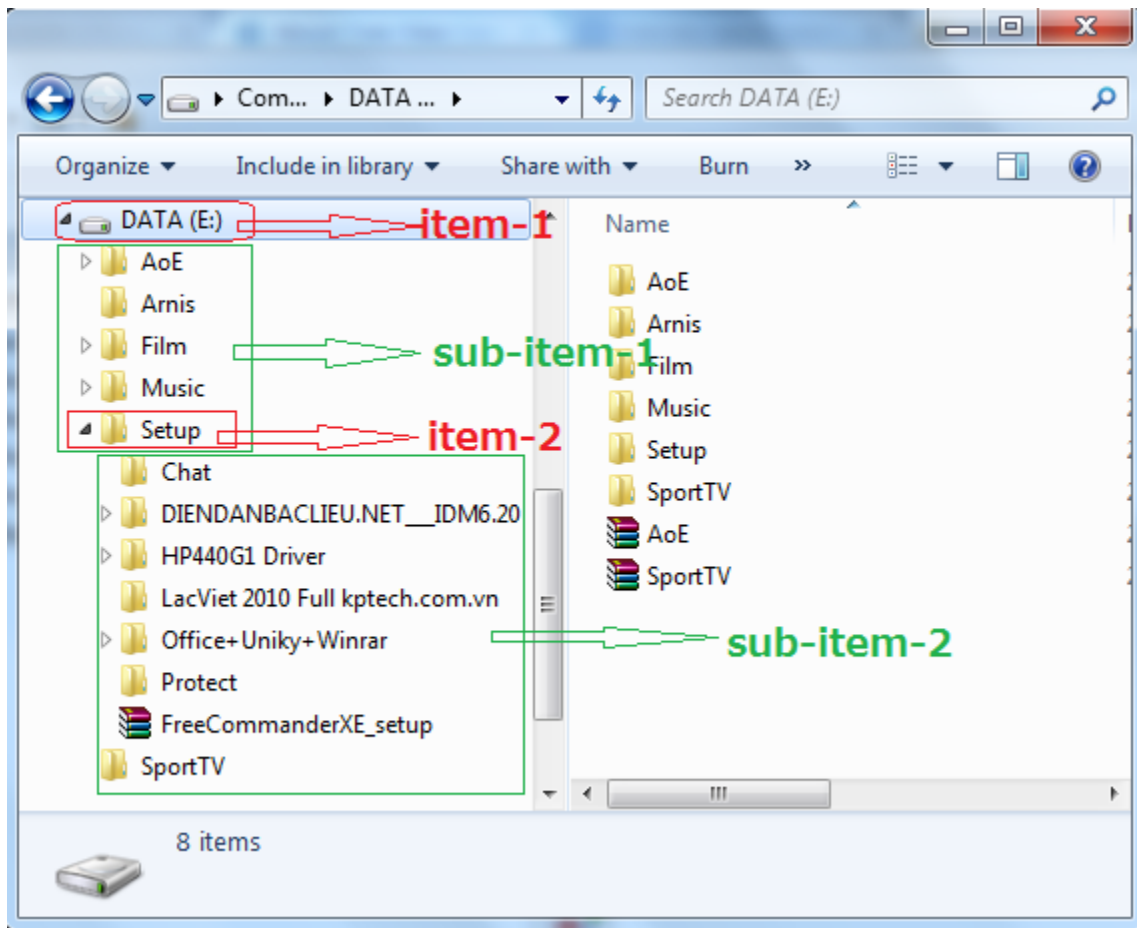 Com... DATA ...
Search DATA (E:)
Organize Include in library Share with Burn »
DATA (E:) item-1
AoE
Arnis
Film
sub-item-1
Music
Setup item-2
Chat
DIENDANBACLIEU.NET__IDM6.20
HP440G1 Driver
LacViet 2010 Full kptech.com.vn
Office+Uniky+Winrar
sub-item-2
Protect
FreeCommanderXE_setup
SportTV
Name
AoE
Arnis
Film
Music
Setup
SportTV
AoE
SportTV
8 items